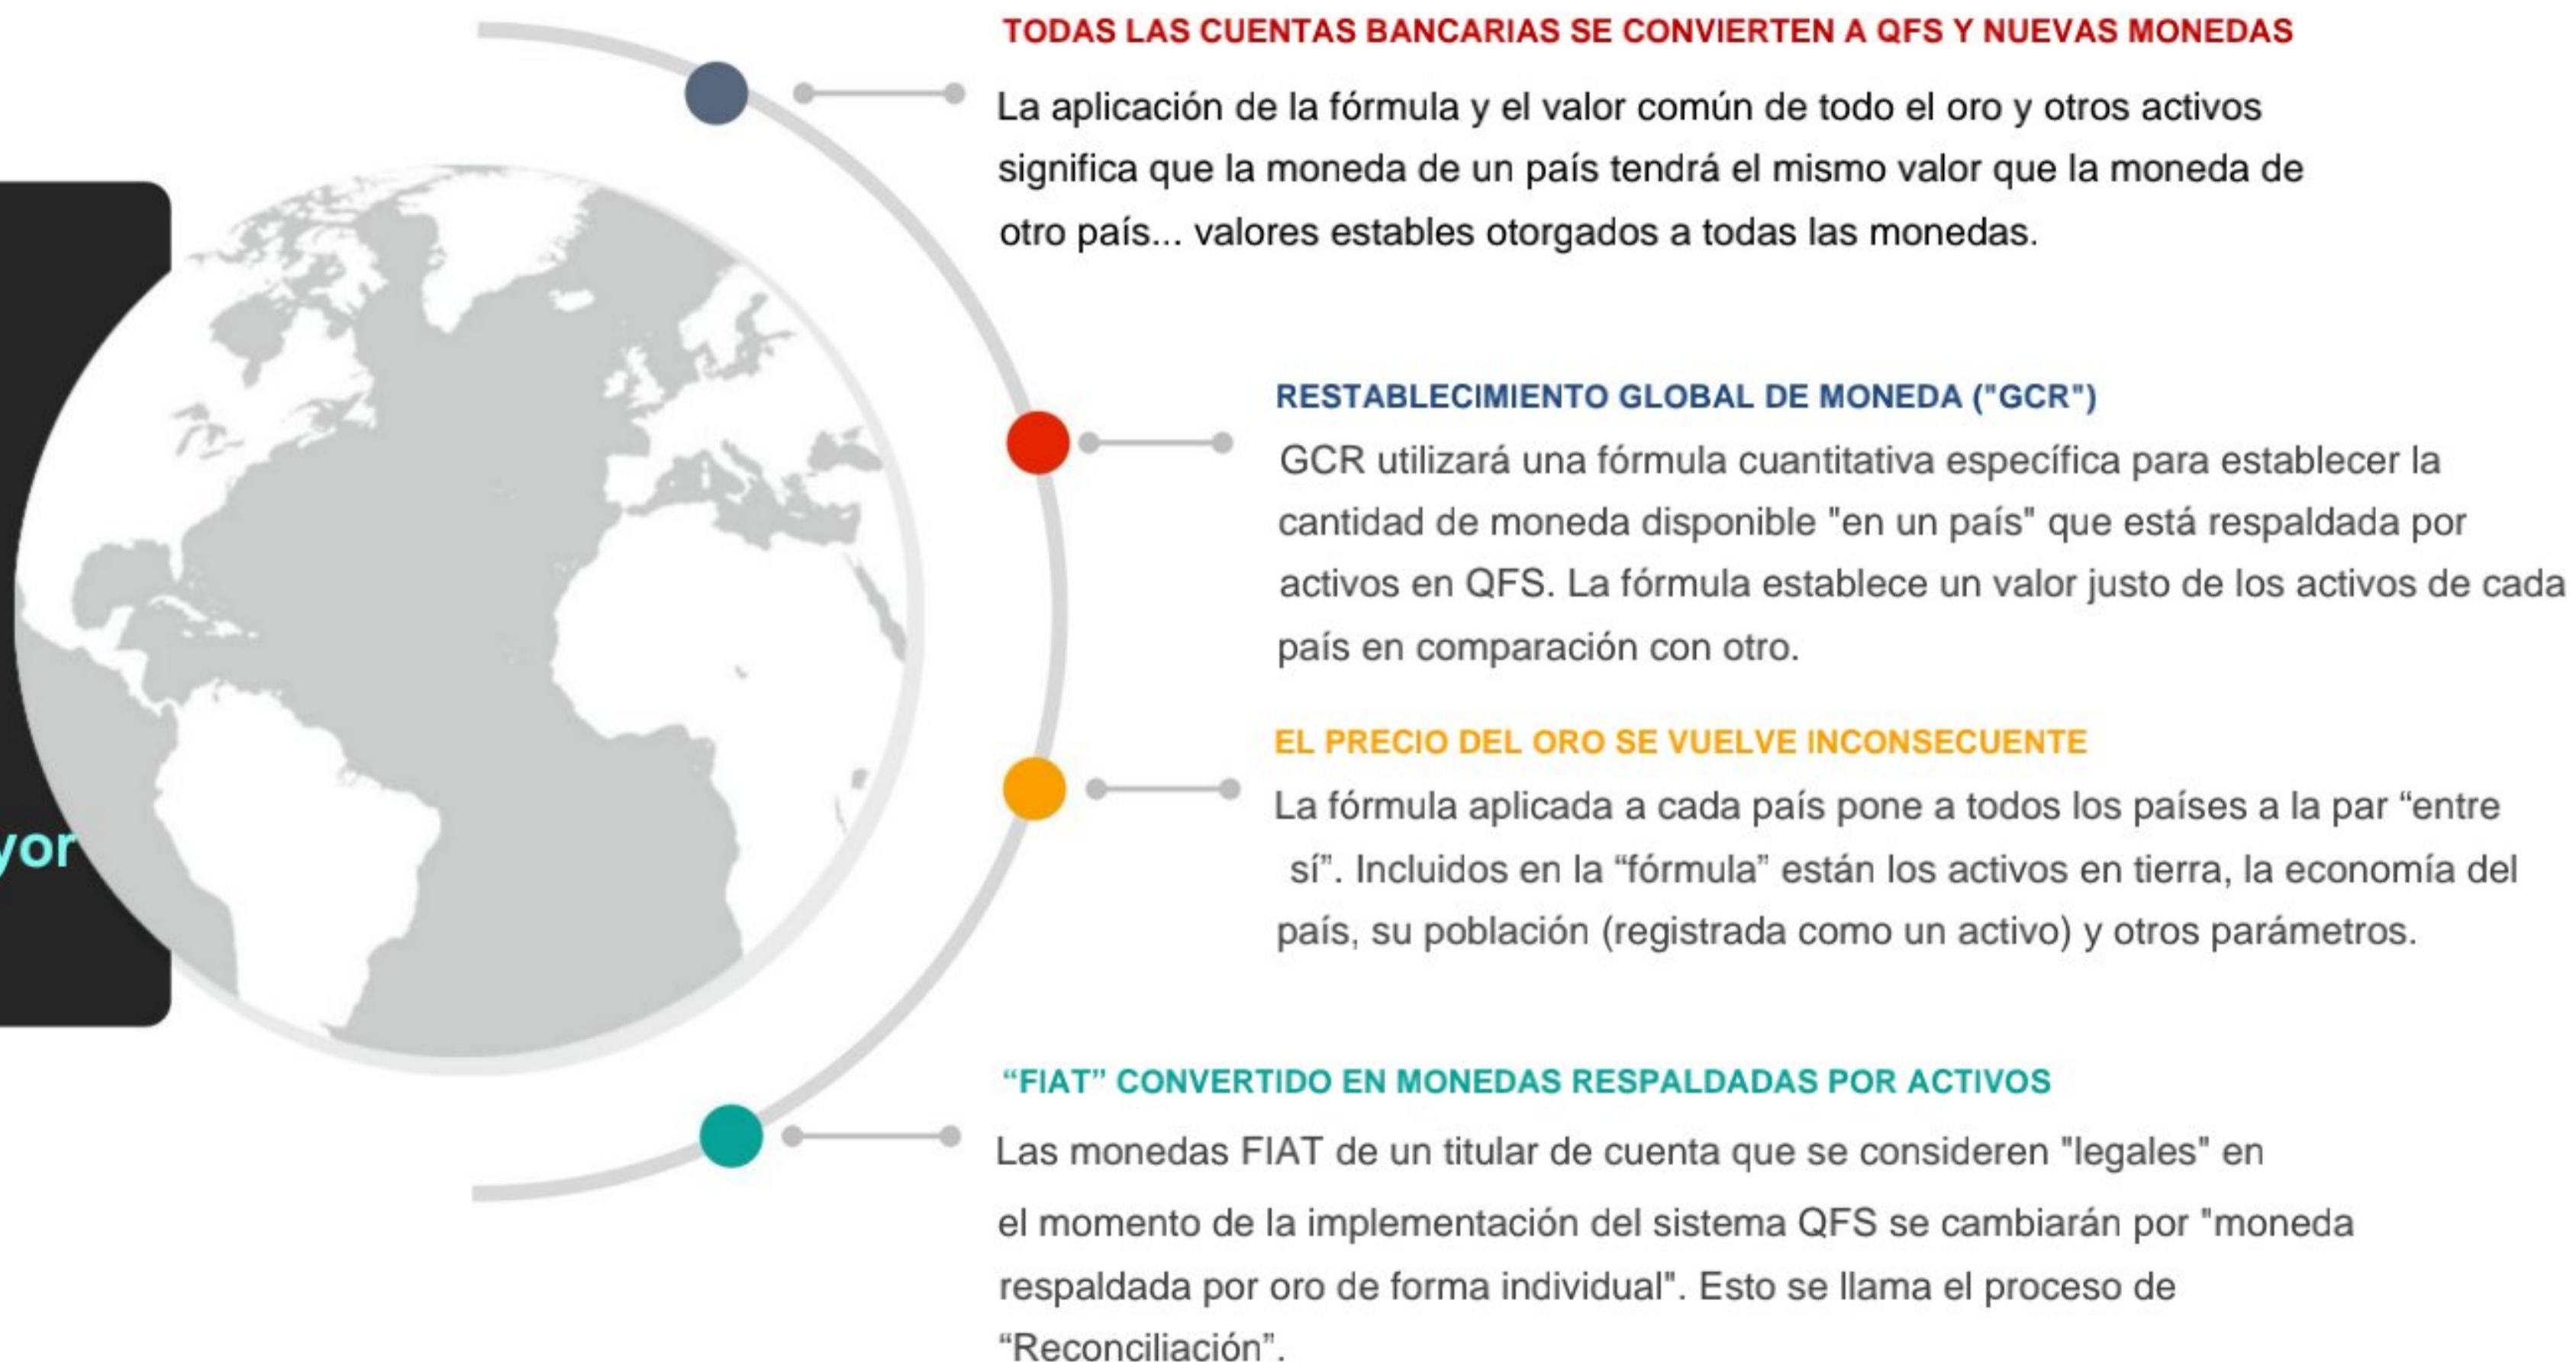 TODAS LAS CUENTAS BANCARIAS SE CONVIERTEN A QFS Y NUEVAS MONEDAS
La aplicación de la fórmula y el valor común de todo el oro y otros activos
significa que la moneda de un país tendrá el mismo valor que la moneda de
otro país... valores estables otorgados a todas las monedas.
RESTABLECIMIENTO GLOBAL DE MONEDA ("GCR")
GCR utilizará una fórmula cuantitativa específica para establecer la
cantidad de moneda disponible "en un país" que está respaldada por
activos en QFS. La fórmula establece un valor justo de los activos de cada
país en comparación con otro.
EL PRECIO DEL ORO SE VUELVE INCONSECUENTE
La fórmula aplicada a cada país pone a todos los países a la par “entre
sí”. Incluidos en la “fórmula” están los activos en tierra, la economía del
país, su población (registrada como un activo) y otros parámetros.
yor
“FIAT” CONVERTIDO EN MONEDAS RESPALDADAS POR ACTIVOS
Las monedas FIAT de un titular de cuenta que se consideren "legales" en
el momento de la implementación del sistema QFS se cambiarán por "moneda
respaldada por oro de forma individual". Esto se llama el proceso de
“Reconciliación”.